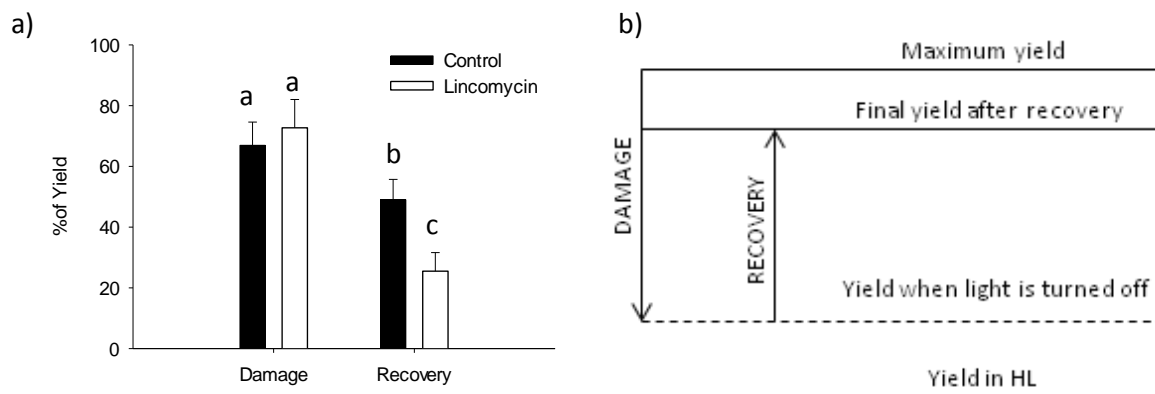 a)
100
80
60
40
20
0
%of Yield
Control
Lincomycin
a
a
b
c
Damage
Recovery
b)
Maximum yield
Final yield after recovery
DAMAGE
RECOVERY
Yield when light is turned off
Yield in HL